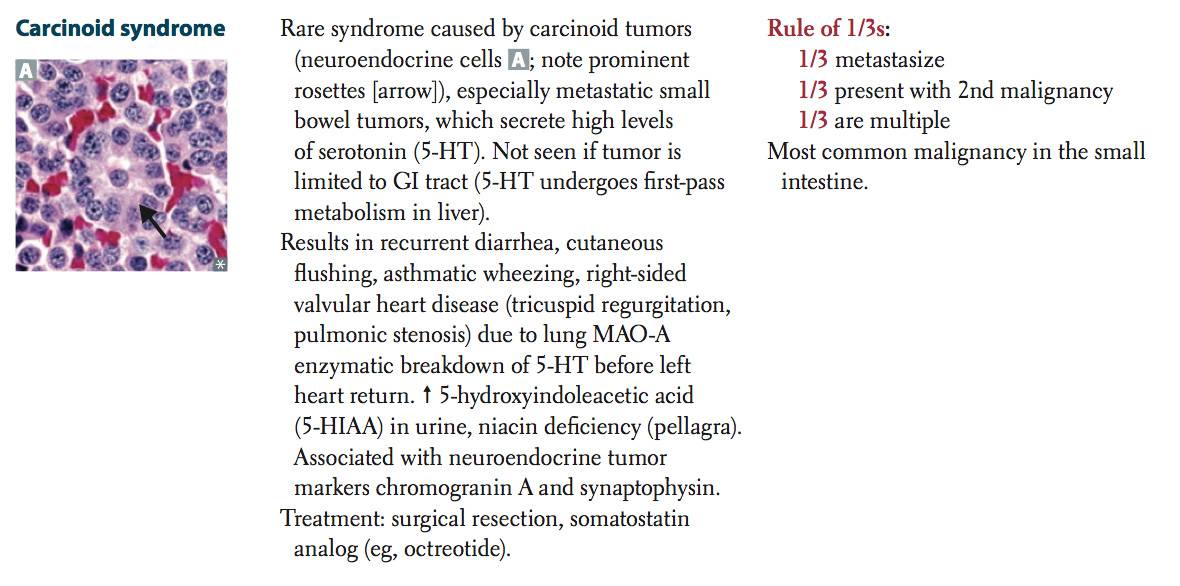 Carcinoid syndrome
A
*
Rare syndrome caused by carcinoid tumors
(neuroendocrine cells A; note prominent
rosettes [arrow]), especially metastatic small
bowel tumors, which secrete high levels
of serotonin (5-HT). Not seen if tumor is
limited to GI tract (5-HT undergoes first-pass
metabolism in liver).
Results in recurrent diarrhea, cutaneous
flushing, asthmatic wheezing, right-sided
valvular heart disease (tricuspid regurgitation,
pulmonic stenosis) due to lung MAO-A
enzymatic breakdown of 5-HT before left
heart return. ↑ 5-hydroxyindoleacetic acid
(5-HIAA) in urine, niacin deficiency (pellagra).
Associated with neuroendocrine tumor
markers chromogranin A and synaptophysin.
Treatment: surgical resection, somatostatin
analog (eg, octreotide).
Rule of 1/3s:
1/3 metastasize
1/3 present with 2nd malignancy
1/3 are multiple
Most common malignancy in the small
intestine.